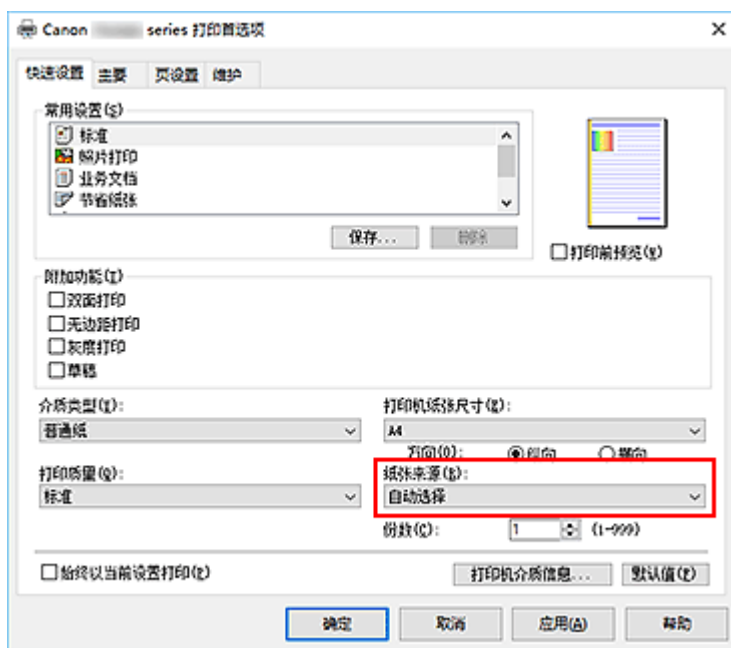 Canon series 打印首选项
快速设置 主要 页设置 维护
常用设置(S)
标准
照片打印
业务文档
节省纸张
保存... 删除
打印前预览(V)
附加功能(T)
双面打印
无边距打印
灰度打印
草稿
介质类型(I): 打印机纸张尺寸(Z):
普通纸 A4
方向(O): 纵向 横向
打印质量(Q): 纸张来源(R):
标准 自动选择
份数(C): 1 (1-999)
始终以当前设置打印(E)
打印机介质信息... 默认值(F)
确定 取消 应用(A) 帮助